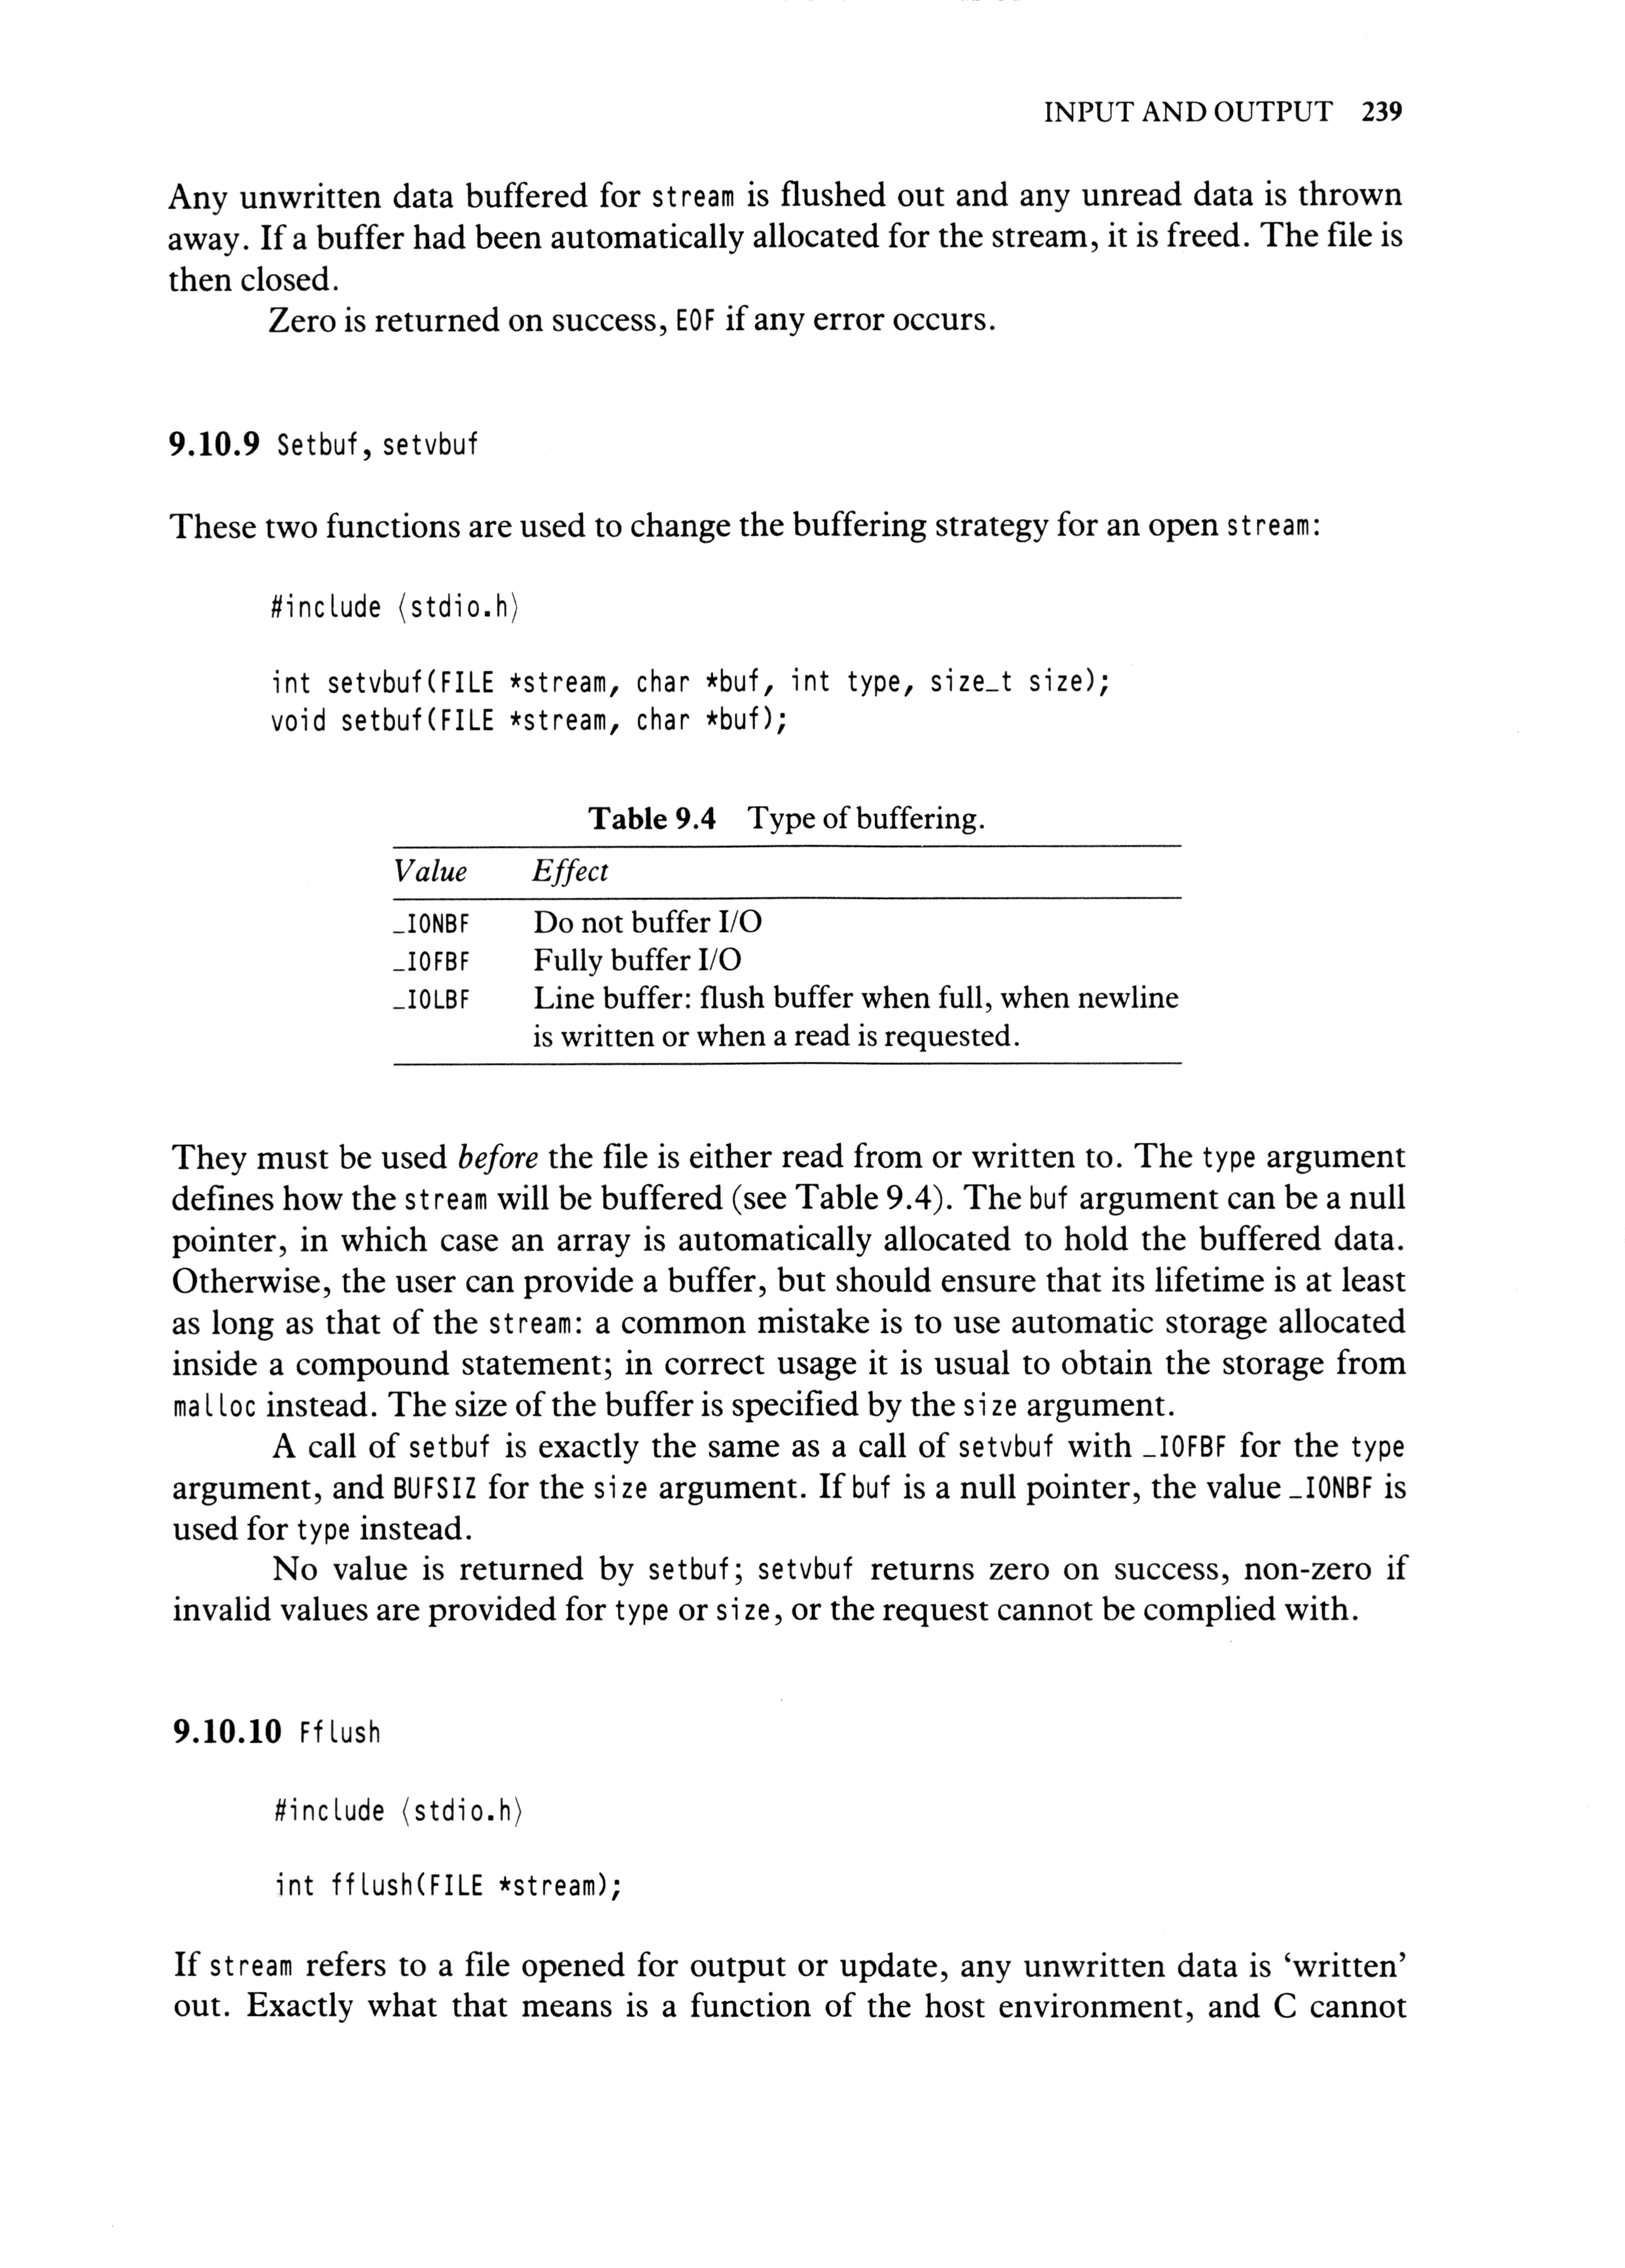 INPUT AND OUTPUT 239
Any unwritten data buffered for stream is flushed out and any unread data is thrown
away. If a buffer had been automatically allocated for the stream, it is freed. The file is
then closed.
Zero is returned on success, EOF if any error occurs.
9.10.9 Setbuf, setvbuf
These two functions are used to change the buffering strategy for an open stream:
#include ⟨stdio.h⟩
int setvbuf(FILE *stream, char *buf, int type, size_t size);
void setbuf(FILE *stream, char *buf);
Table 9.4 Type of buffering.
Value Effect
_IONBF Do not buffer I/O
_IOFBF Fully buffer I/O
_IOLBF Line buffer: flush buffer when full, when newline
is written or when a read is requested.
They must be used before the file is either read from or written to. The type argument
defines how the stream will be buffered (see Table 9.4). The buf argument can be a null
pointer, in which case an array is automatically allocated to hold the buffered data.
Otherwise, the user can provide a buffer, but should ensure that its lifetime is at least
as long as that of the stream: a common mistake is to use automatic storage allocated
inside a compound statement; in correct usage it is usual to obtain the storage from
malloc instead. The size of the buffer is specified by the size argument.
A call of setbuf is exactly the same as a call of setvbuf with _IOFBF for the type
argument, and BUFSIZ for the size argument. If buf is a null pointer, the value _IONBF is
used for type instead.
No value is returned by setbuf; setvbuf returns zero on success, non-zero if
invalid values are provided for type or size, or the request cannot be complied with.
9.10.10 Fflush
#include ⟨stdio.h⟩
int fflush(FILE *stream);
If stream refers to a file opened for output or update, any unwritten data is ‘written’
out. Exactly what that means is a function of the host environment, and C cannot